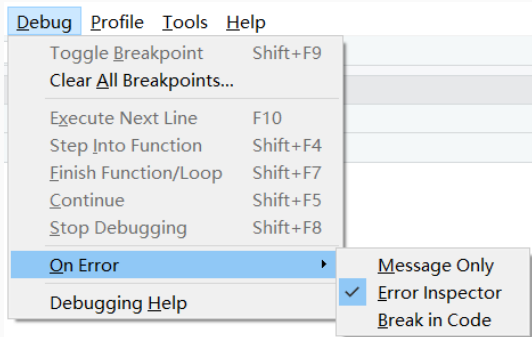 Debug Profile Tools Help
Toggle Breakpoint Shift+F9
Clear All Breakpoints...
Execute Next Line F10
Step Into Function Shift+F4
Finish Function/Loop Shift+F7
Continue Shift+F5
Stop Debugging Shift+F8
On Error
Message Only
Error Inspector
Break in Code
Debugging Help